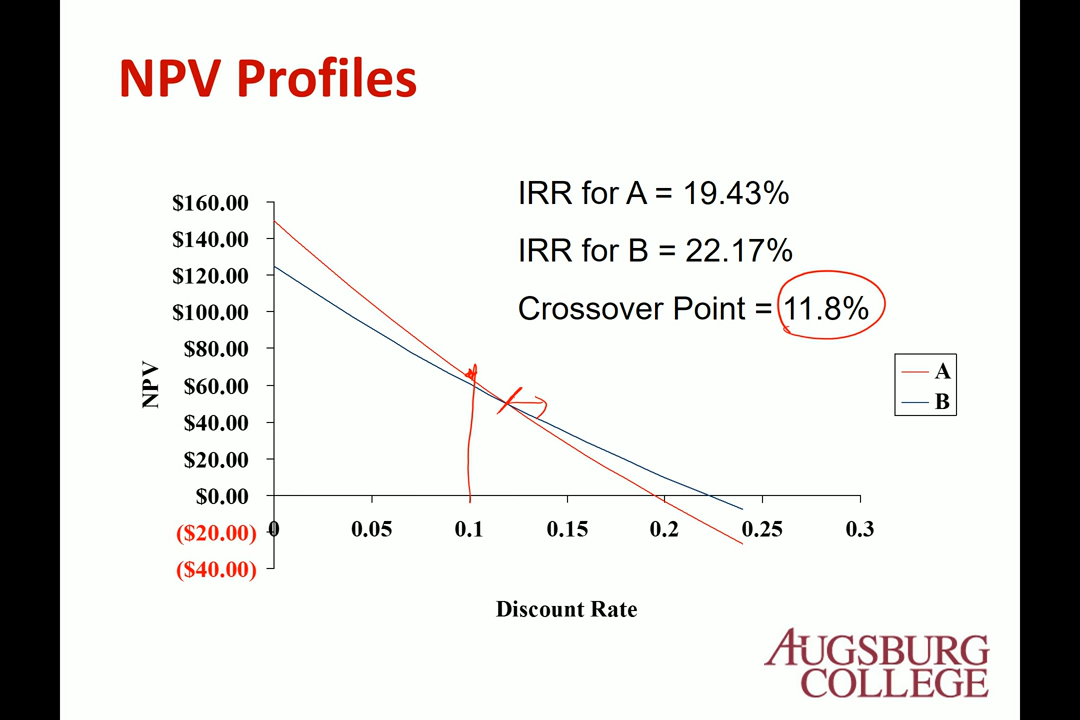 NPV Profiles
IRR for A = 19.43%
IRR for B = 22.17%
Crossover Point = 11.8%
$160.00
$140.00
$120.00
$100.00
$80.00
$60.00
$40.00
$20.00
$0.00
($20.00)
($40.00)
NPV
0 0.05 0.1 0.15 0.2 0.25 0.3
Discount Rate
A
B
AUGSBURG
COLLEGE